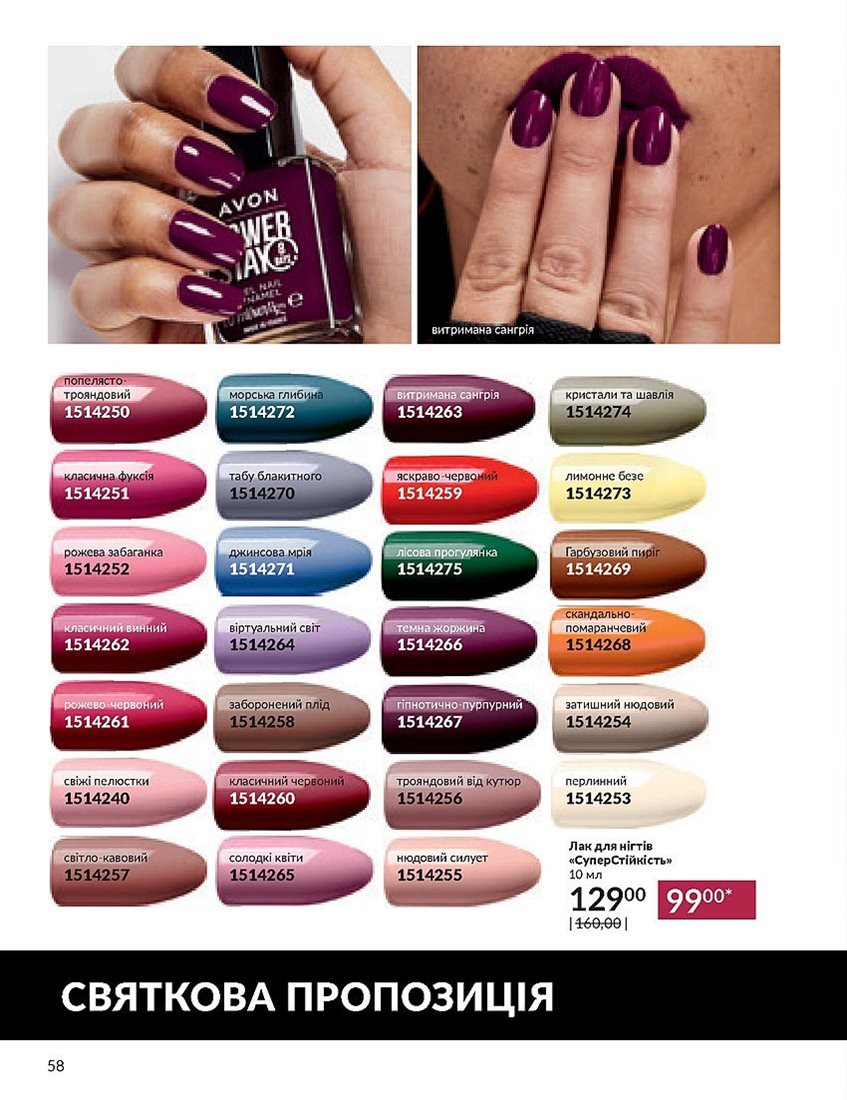 AVON
витримана сангрія
попелясто-
трояндовий
1514250
морська глибина
1514272
витримана сангрія
1514263
кристали та шавлія
1514274
класична фуксія
1514251
табу блакитного
1514270
яскраво-червоний
1514259
лимонне безе
1514273
рожева забаганка
1514252
джинсова мрія
1514271
лісова прогулянка
1514275
Гарбузовий пиріг
1514269
класичний винний
1514262
віртуальний світ
1514264
темна жоржина
1514266
скандально-
помаранчевий
1514268
рожево-червоний
1514261
заборонений плід
1514258
гіпнотично-пурпурний
1514267
затишний нюдовий
1514254
свіжі пелюстки
1514240
класичний червоний
1514260
трояндовий від кутюр
1514256
перлинний
1514253
світло-кавовий
1514257
солодкі квіти
1514265
нюдовий силует
1514255
Лак для нігтів
«СуперСтійкість»
10 мл
129⁰⁰ 99⁰⁰*
| 160,00 |
СВЯТКОВА ПРОПОЗИЦІЯ
58